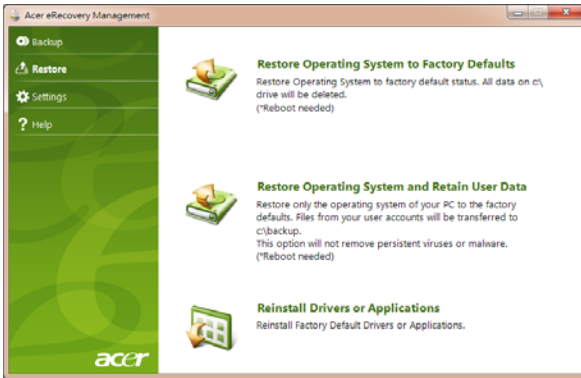 Acer eRecovery Management
Backup
Restore
Settings
? Help
Restore Operating System to Factory Defaults
Restore Operating System to factory default status. All data on c:\
drive will be deleted.
(*Reboot needed)
Restore Operating System and Retain User Data
Restore only the operating system of your PC to the factory
defaults. Files from your user accounts will be transferred to
c:\backup.
This option will not remove persistent viruses or malware.
(*Reboot needed)
Reinstall Drivers or Applications
Reinstall Factory Default Drivers or Applications.
acer